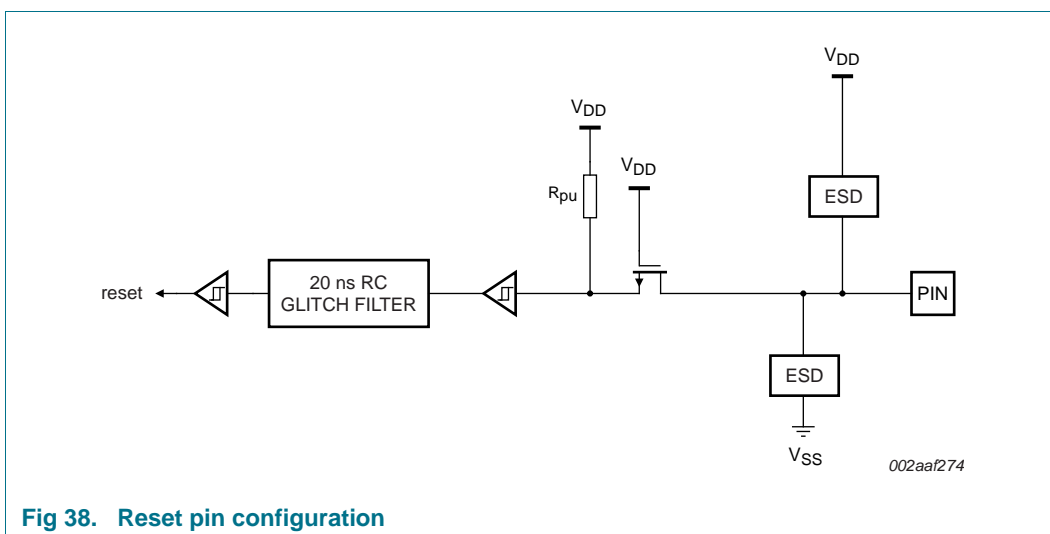 VDD
VDD
VDD
Rpu
ESD
reset
20 ns RC
GLITCH FILTER
PIN
ESD
VSS
002aaf274
Fig 38. Reset pin configuration